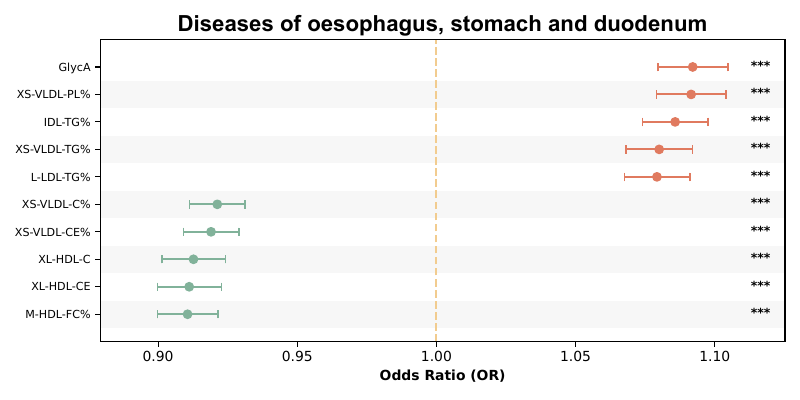 Diseases of oesophagus, stomach and duodenum
GlycA ***
XS-VLDL-PL% ***
IDL-TG% ***
XS-VLDL-TG% ***
L-LDL-TG% ***
XS-VLDL-C% ***
XS-VLDL-CE% ***
XL-HDL-C ***
XL-HDL-CE ***
M-HDL-FC% ***
0.90 0.95 1.00 1.05 1.10
Odds Ratio (OR)